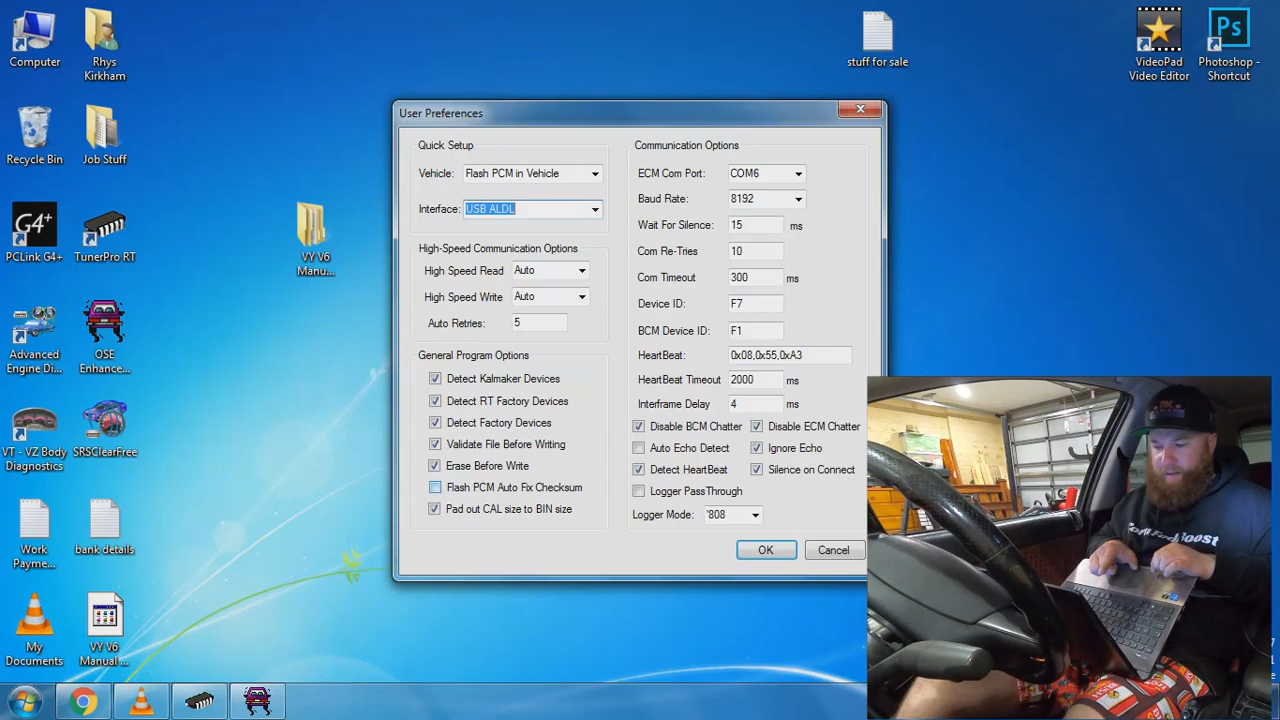 Computer
Rhys
Kirkham
stuff for sale
VideoPad
Video Editor
Ps
Photoshop -
Shortcut
Recycle Bin
Job Stuff
G4+
PCLink G4+
TunerPro RT
VY V6
Manu...
Advanced
Engine Di...
OSE
Enhance...
VT - VZ Body
Diagnostics
SRSClearFree
Work
Payme...
bank details
My
Documents
VY V6
Manual ...
User Preferences
Quick Setup
Vehicle: Flash PCM in Vehicle
Interface: USB ALDL
High-Speed Communication Options
High Speed Read Auto
High Speed Write Auto
Auto Retries: 5
General Program Options
Detect Kalmaker Devices
Detect RT Factory Devices
Detect Factory Devices
Validate File Before Writing
Erase Before Write
Flash PCM Auto Fix Checksum
Pad out CAL size to BIN size
Communication Options
ECM Com Port: COM6
Baud Rate: 8192
Wait For Silence: 15 ms
Com Re-Tries 10
Com Timeout 300 ms
Device ID: F7
BCM Device ID: F1
HeartBeat: 0x08,0x55,0xA3
HeartBeat Timeout 2000 ms
Interframe Delay 4 ms
Disable BCM Chatter Disable ECM Chatter
Auto Echo Detect Ignore Echo
Detect HeartBeat Silence on Connect
Logger PassThrough
Logger Mode: '808
OK Cancel